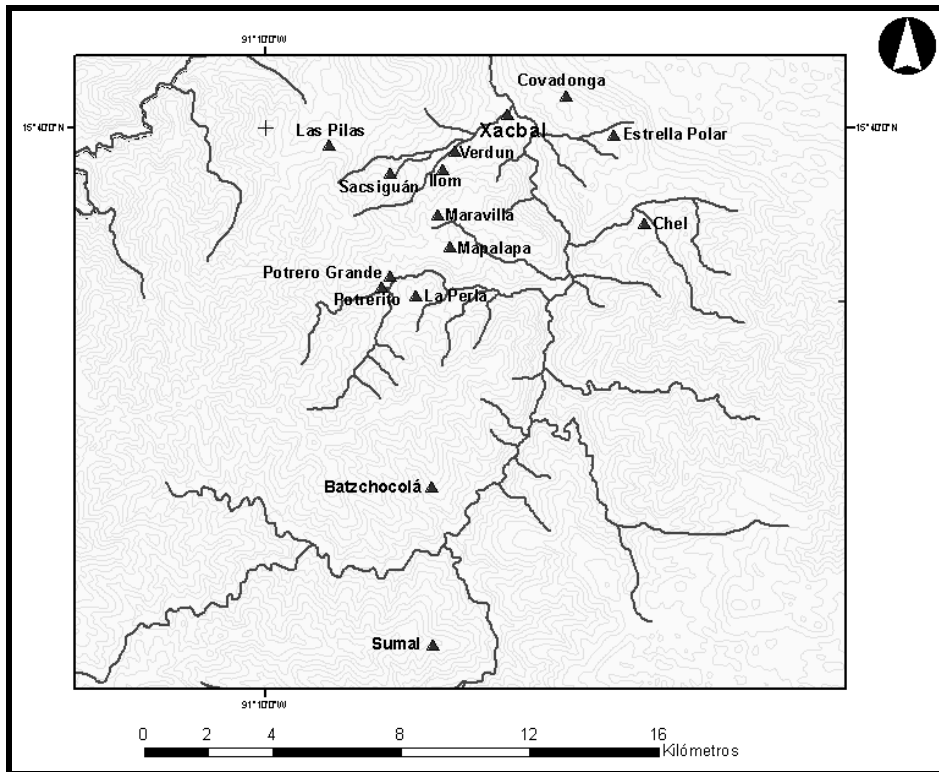 91°10'0"W
Covadonga
15°40'0"N
Las Pilas
Xacbal
Estrella Polar
15°40'0"N
Verdun
Sacsiguán
Ilom
Maravilla
Chel
Mapalapa
Potrero Grande
Potrerito
La Perla
Batzchocolá
Sumal
91°10'0"W
0 2 4 8 12 16
Kilómetros